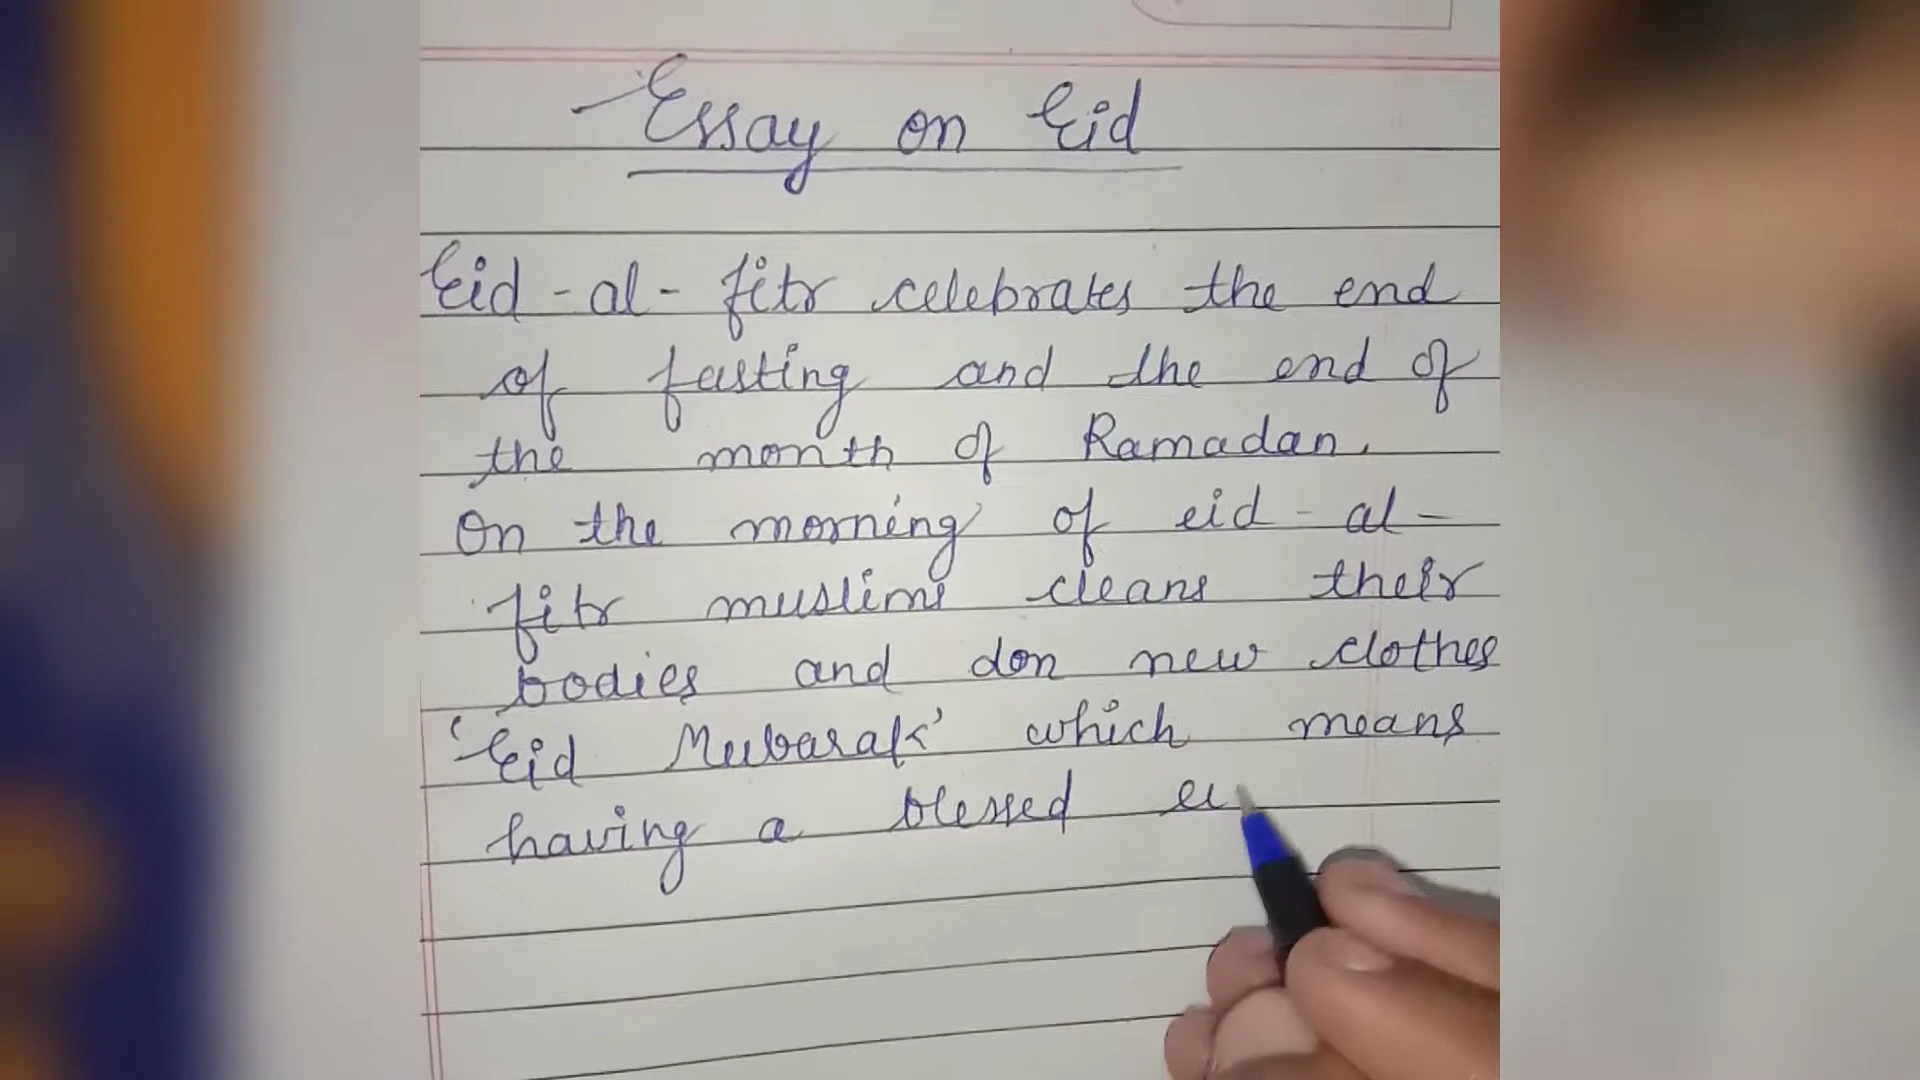 Essay on Eid
Eid-al-fitr celebrates the end
of fasting and the end of
the month of Ramadan.
On the morning of eid-al-
fitr muslims cleans their
bodies and don new clothes
'Eid Mubarak' which means
having a blessed